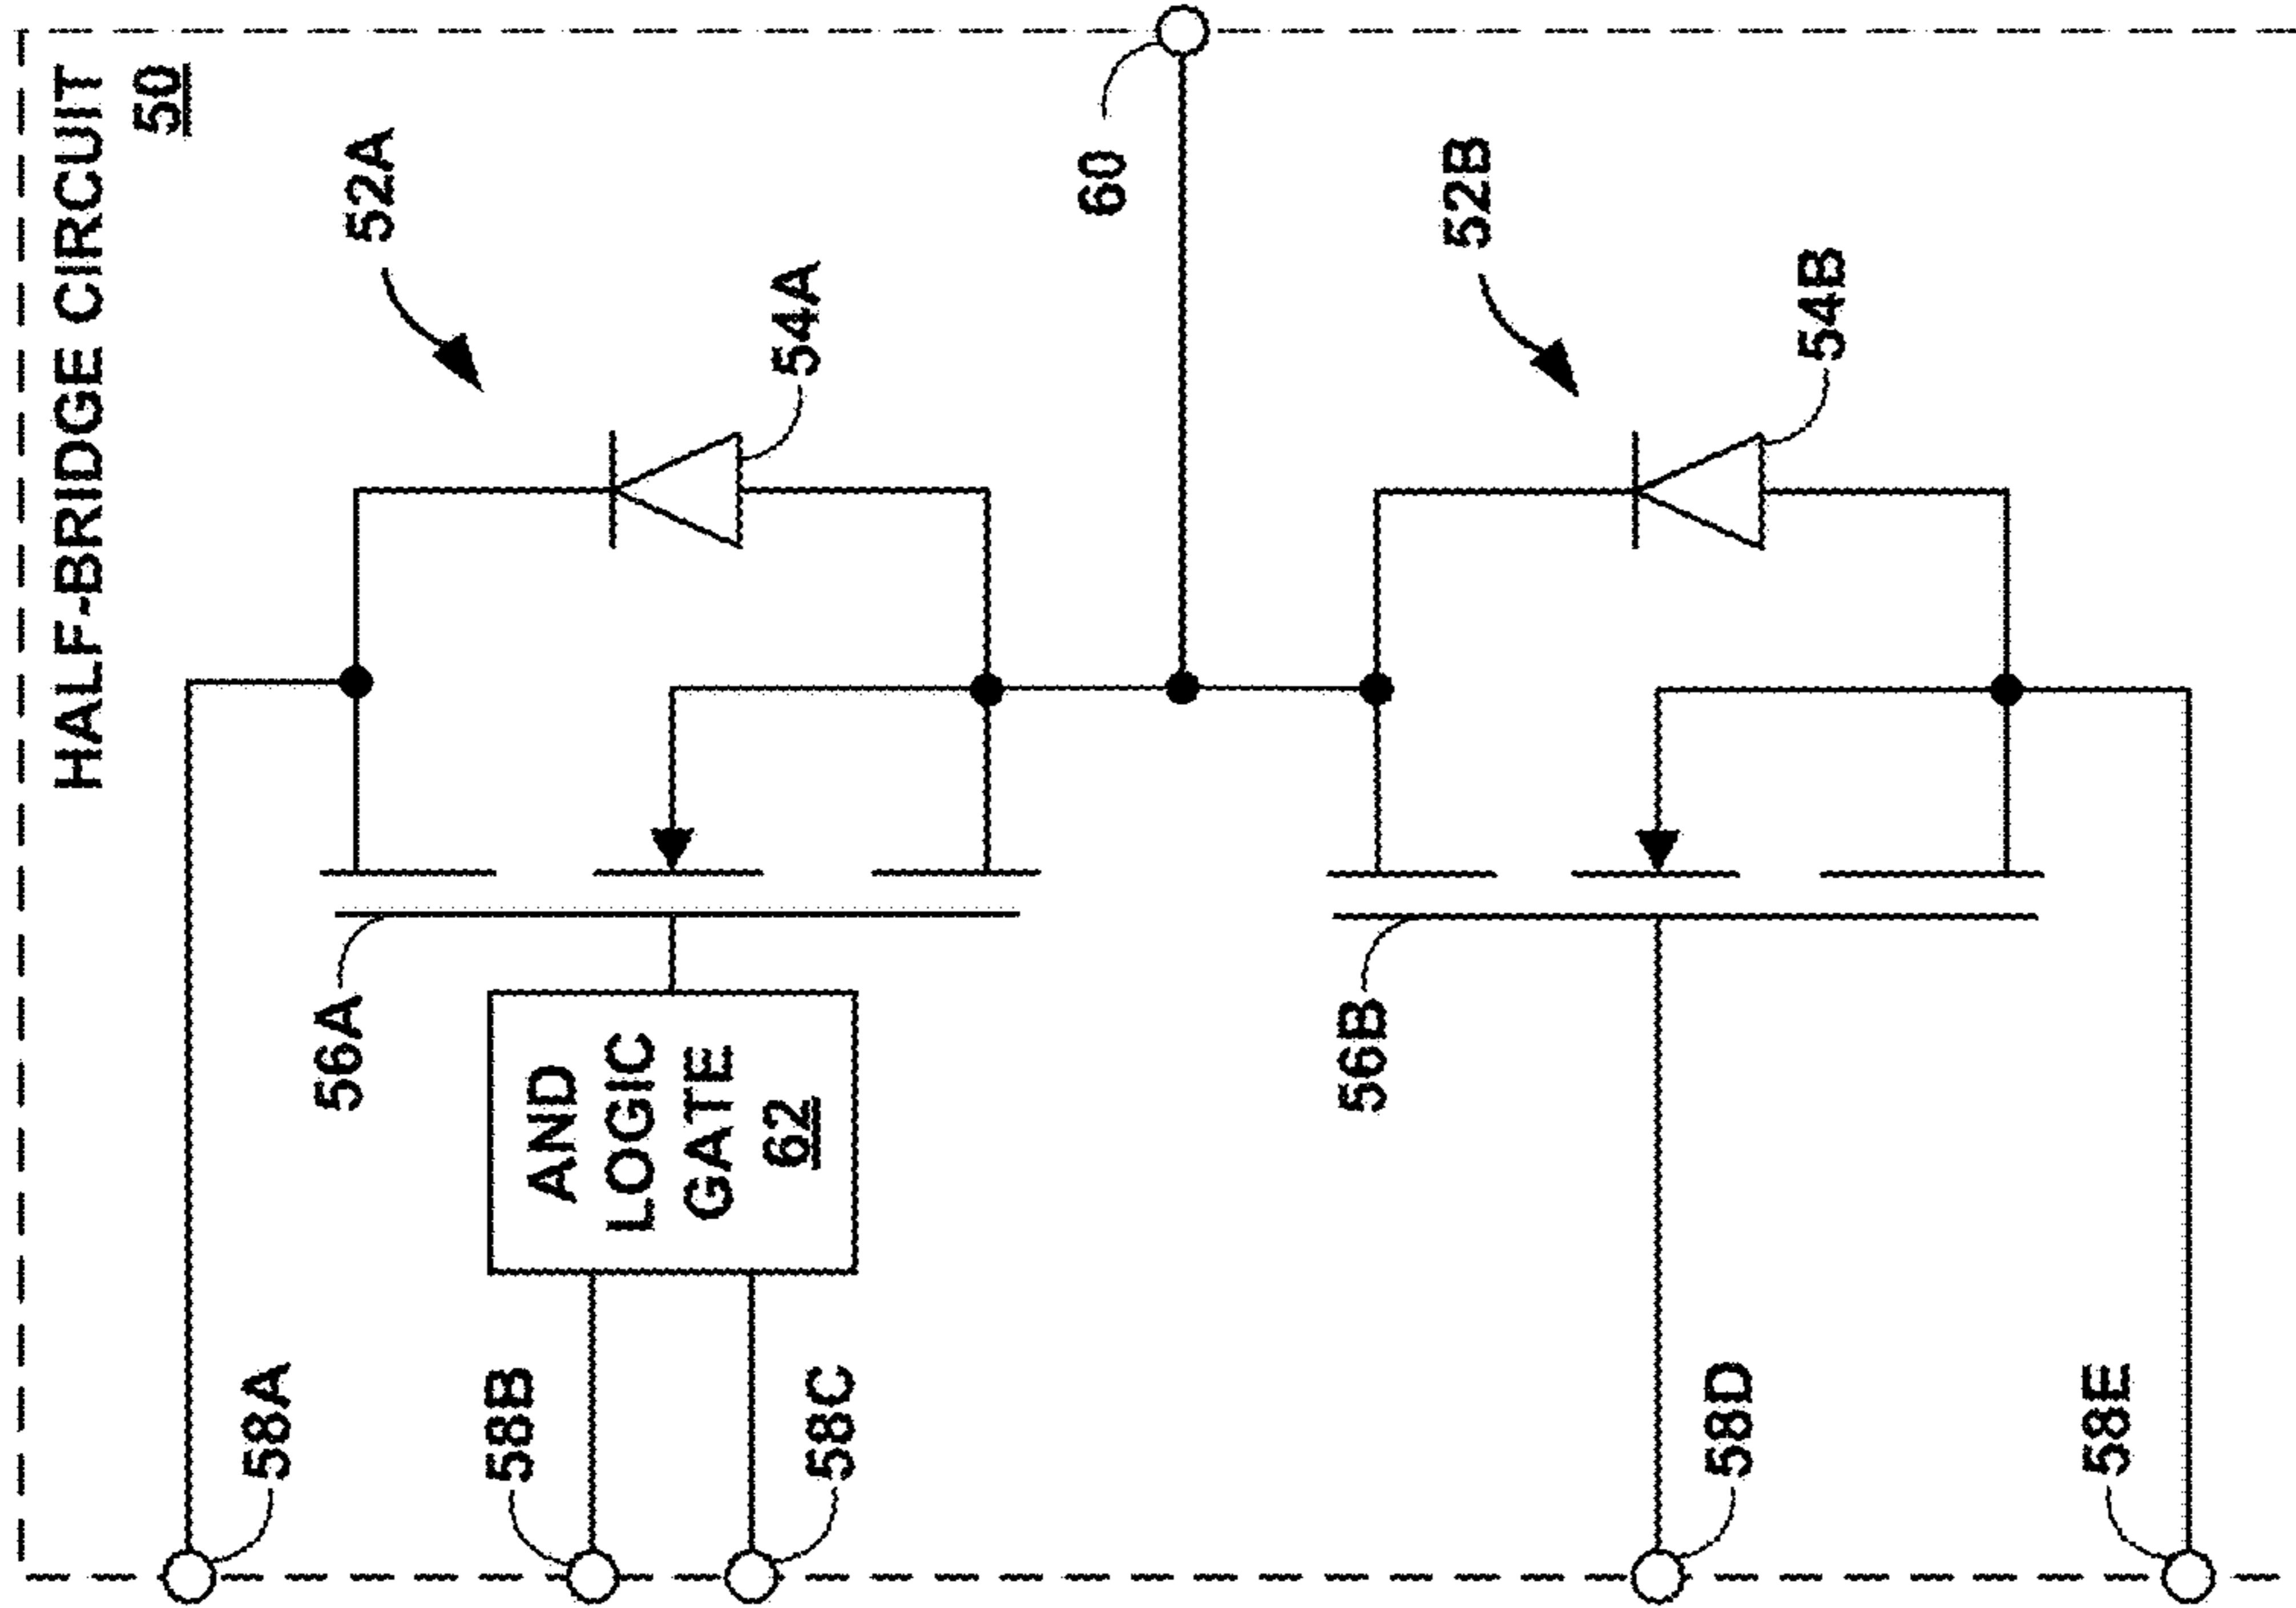 HALF-BRIDGE CIRCUIT
50
58A
56A
52A
54A
58B
58C
AND
LOGIC
GATE
62
60
58D
56B
52B
54B
58E